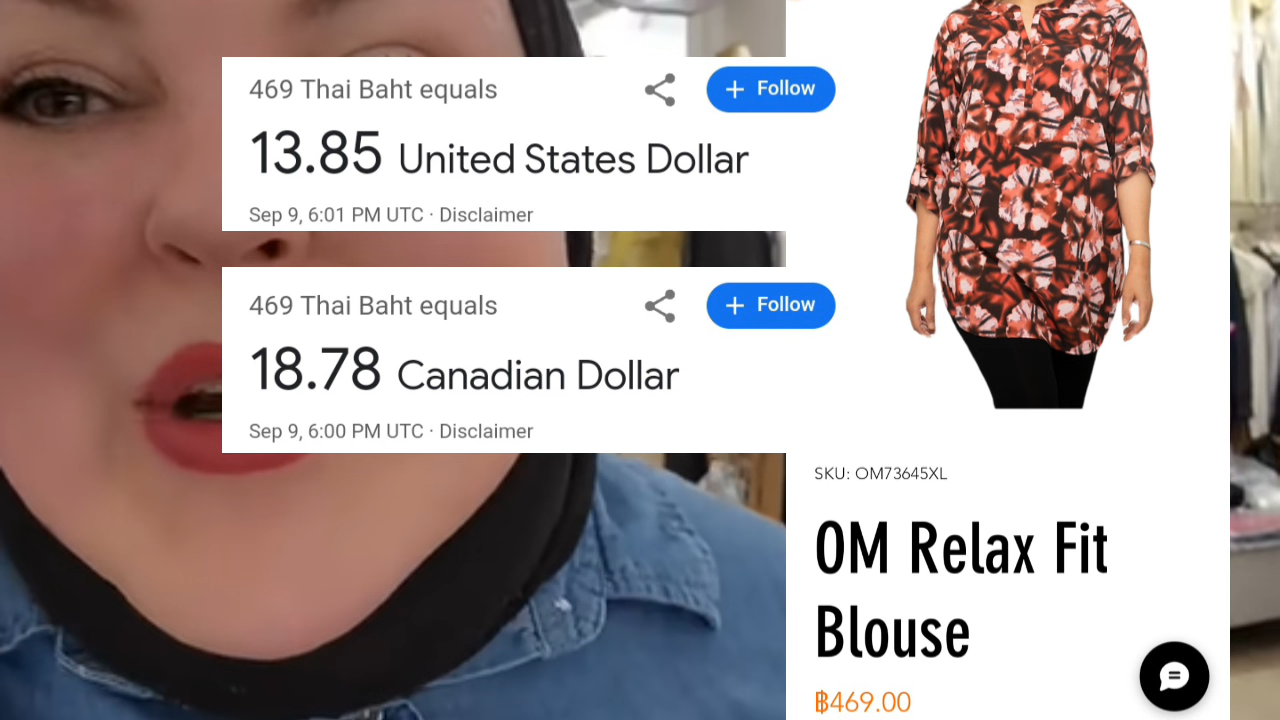 469 Thai Baht equals
Follow
13.85 United States Dollar
Sep 9, 6:01 PM UTC · Disclaimer
469 Thai Baht equals
Follow
18.78 Canadian Dollar
Sep 9, 6:00 PM UTC · Disclaimer
SKU: OM73645XL
OM Relax Fit
Blouse
฿469.00